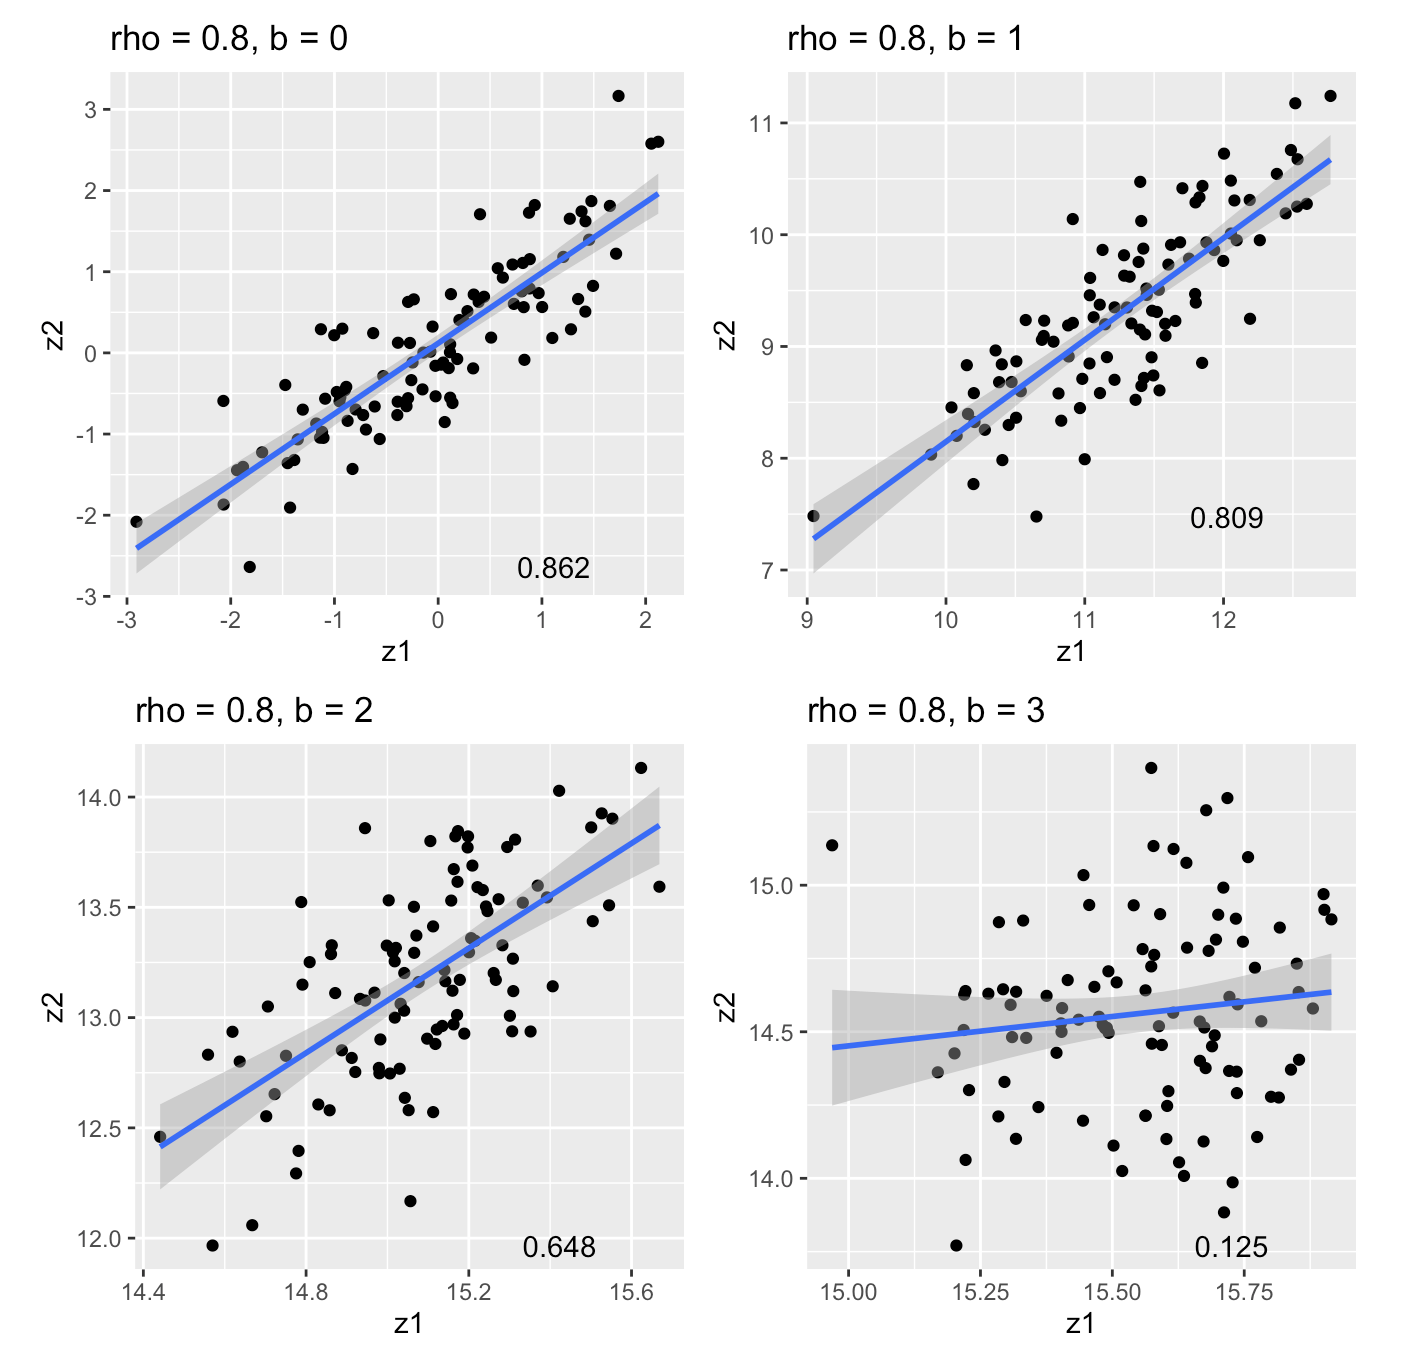 rho = 0.8, b = 0
3
2
1
0
-1
-2
-3
z2
0.862
-3 -2 -1 0 1 2
z1
rho = 0.8, b = 1
11
10
9
8
7
z2
0.809
9 10 11 12
z1
rho = 0.8, b = 2
14.0
13.5
13.0
12.5
12.0
z2
0.648
14.4 14.8 15.2 15.6
z1
rho = 0.8, b = 3
15.0
14.5
14.0
z2
0.125
15.00 15.25 15.50 15.75
z1